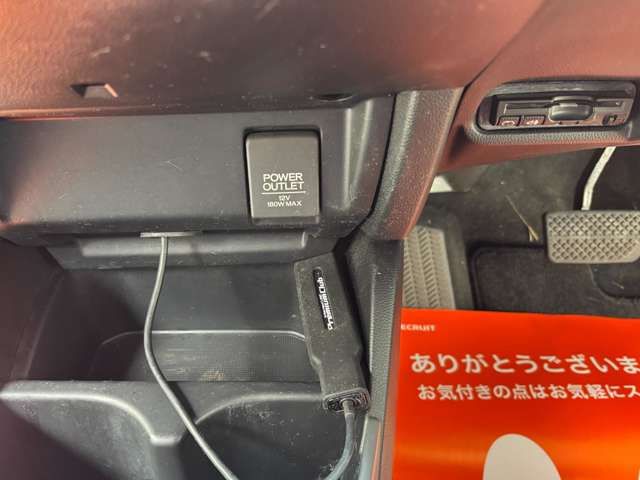 POWER
OUTLET
12V
180W MAX
RECRUIT
ありがとうございま
お気付きの点はお気軽にス